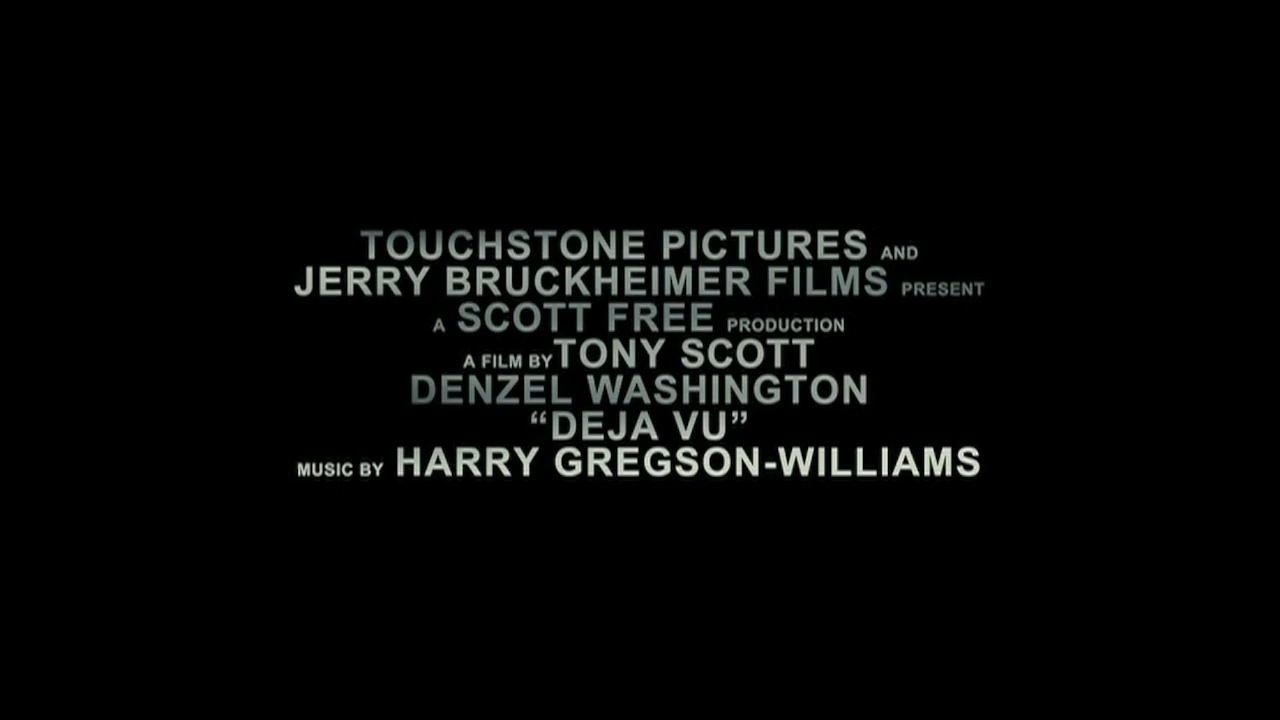 TOUCHSTONE PICTURES AND
JERRY BRUCKHEIMER FILMS PRESENT
A SCOTT FREE PRODUCTION
A FILM BY TONY SCOTT
DENZEL WASHINGTON
“DEJA VU”
MUSIC BY HARRY GREGSON-WILLIAMS